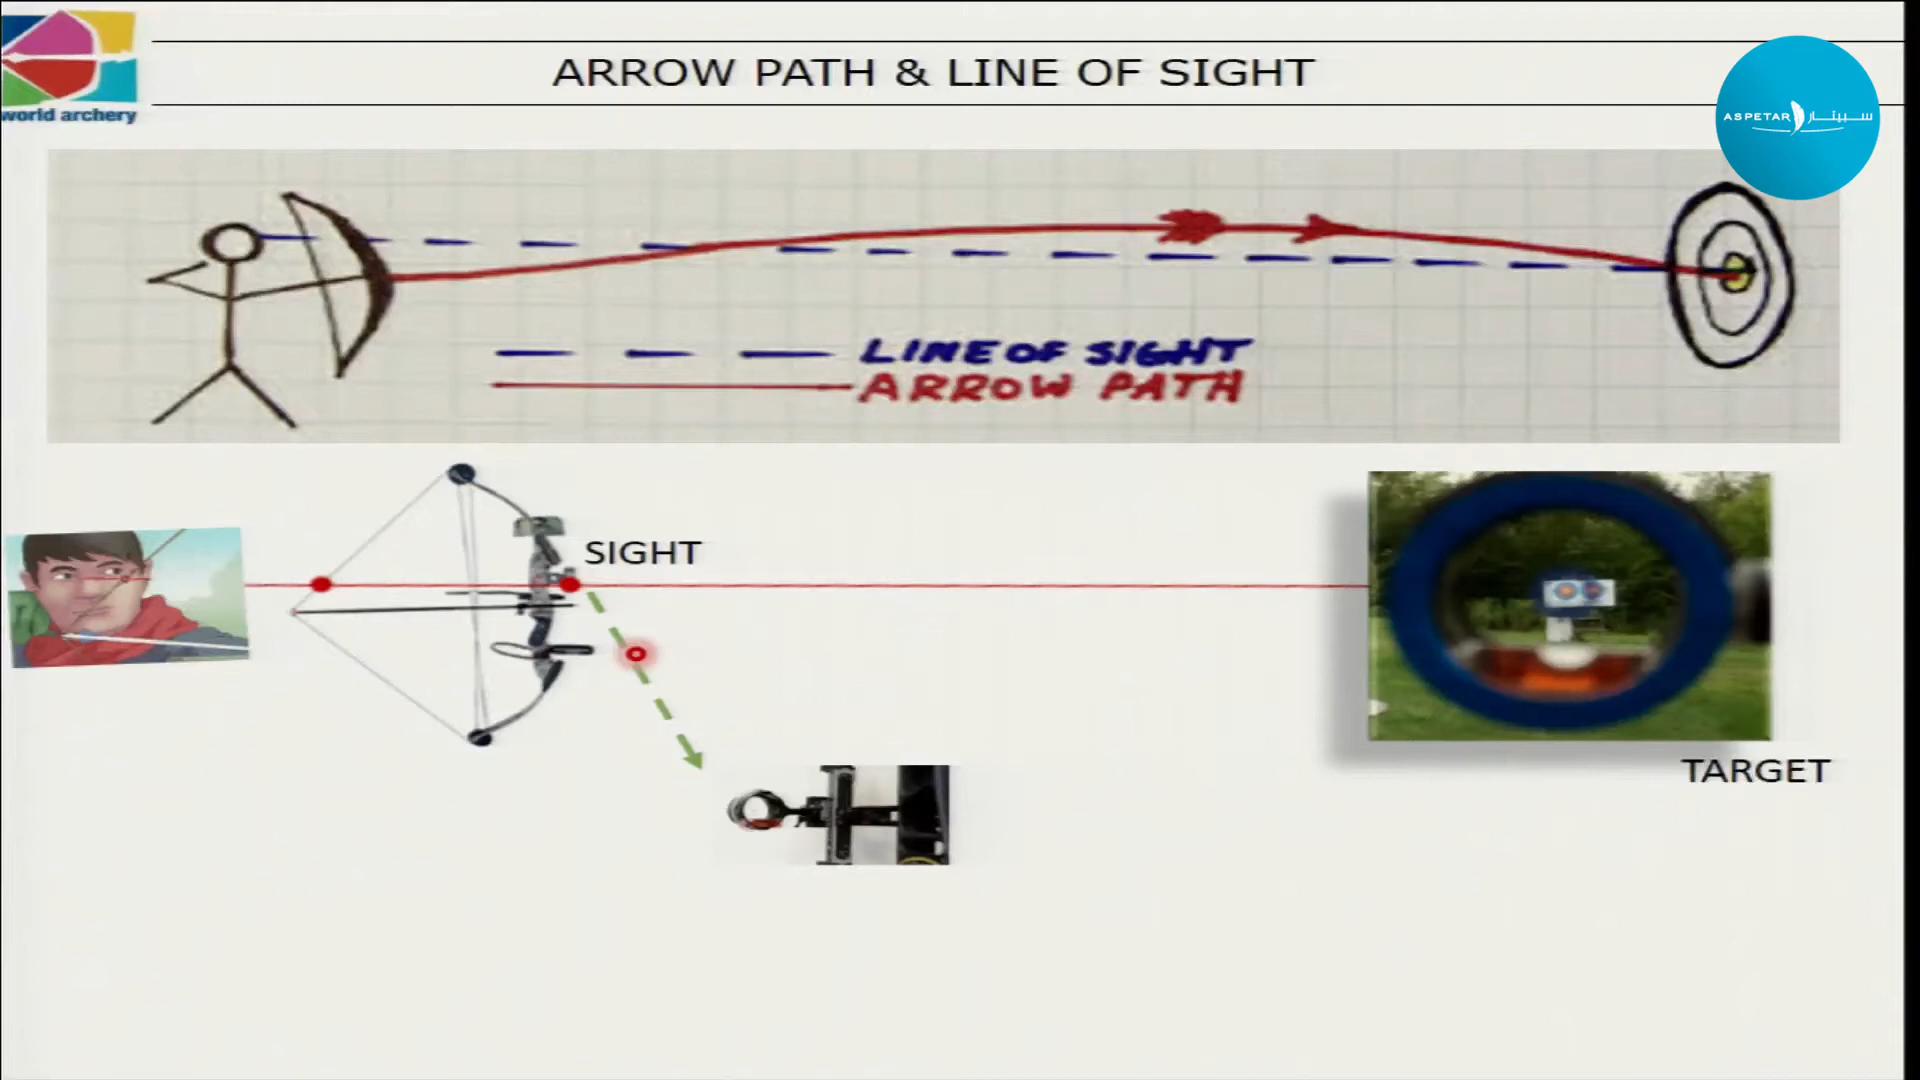 ARROW PATH & LINE OF SIGHT
world archery
ASPETAR سبيتار
LINE OF SIGHT
ARROW PATH
SIGHT
TARGET